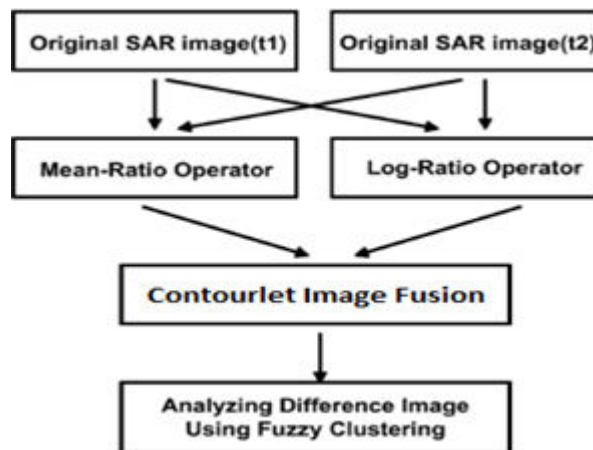 Original SAR image(t1)
Original SAR image(t2)
Mean-Ratio Operator
Log-Ratio Operator
Contourlet Image Fusion
Analyzing Difference Image
Using Fuzzy Clustering